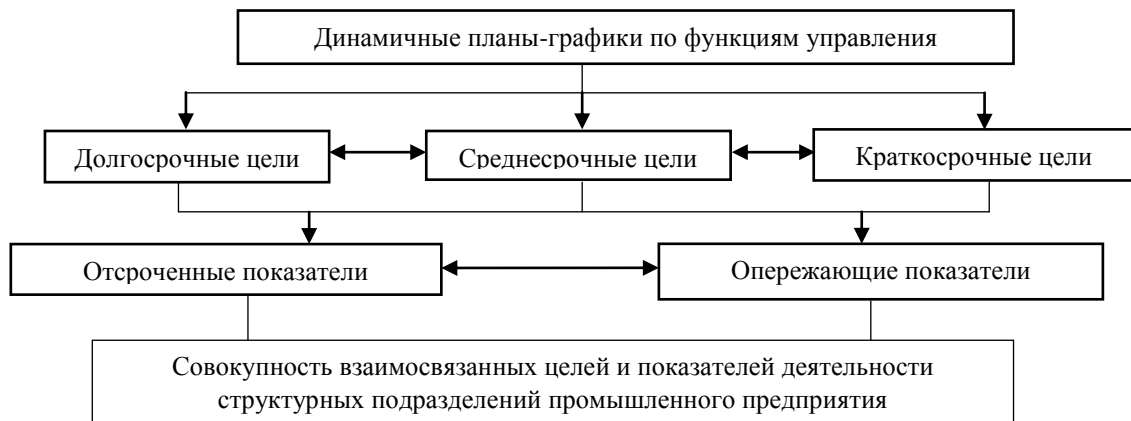 Динамичные планы-графики по функциям управления
Долгосрочные цели
Среднесрочные цели
Краткосрочные цели
Отсроченные показатели
Опережающие показатели
Совокупность взаимосвязанных целей и показателей деятельности
структурных подразделений промышленного предприятия